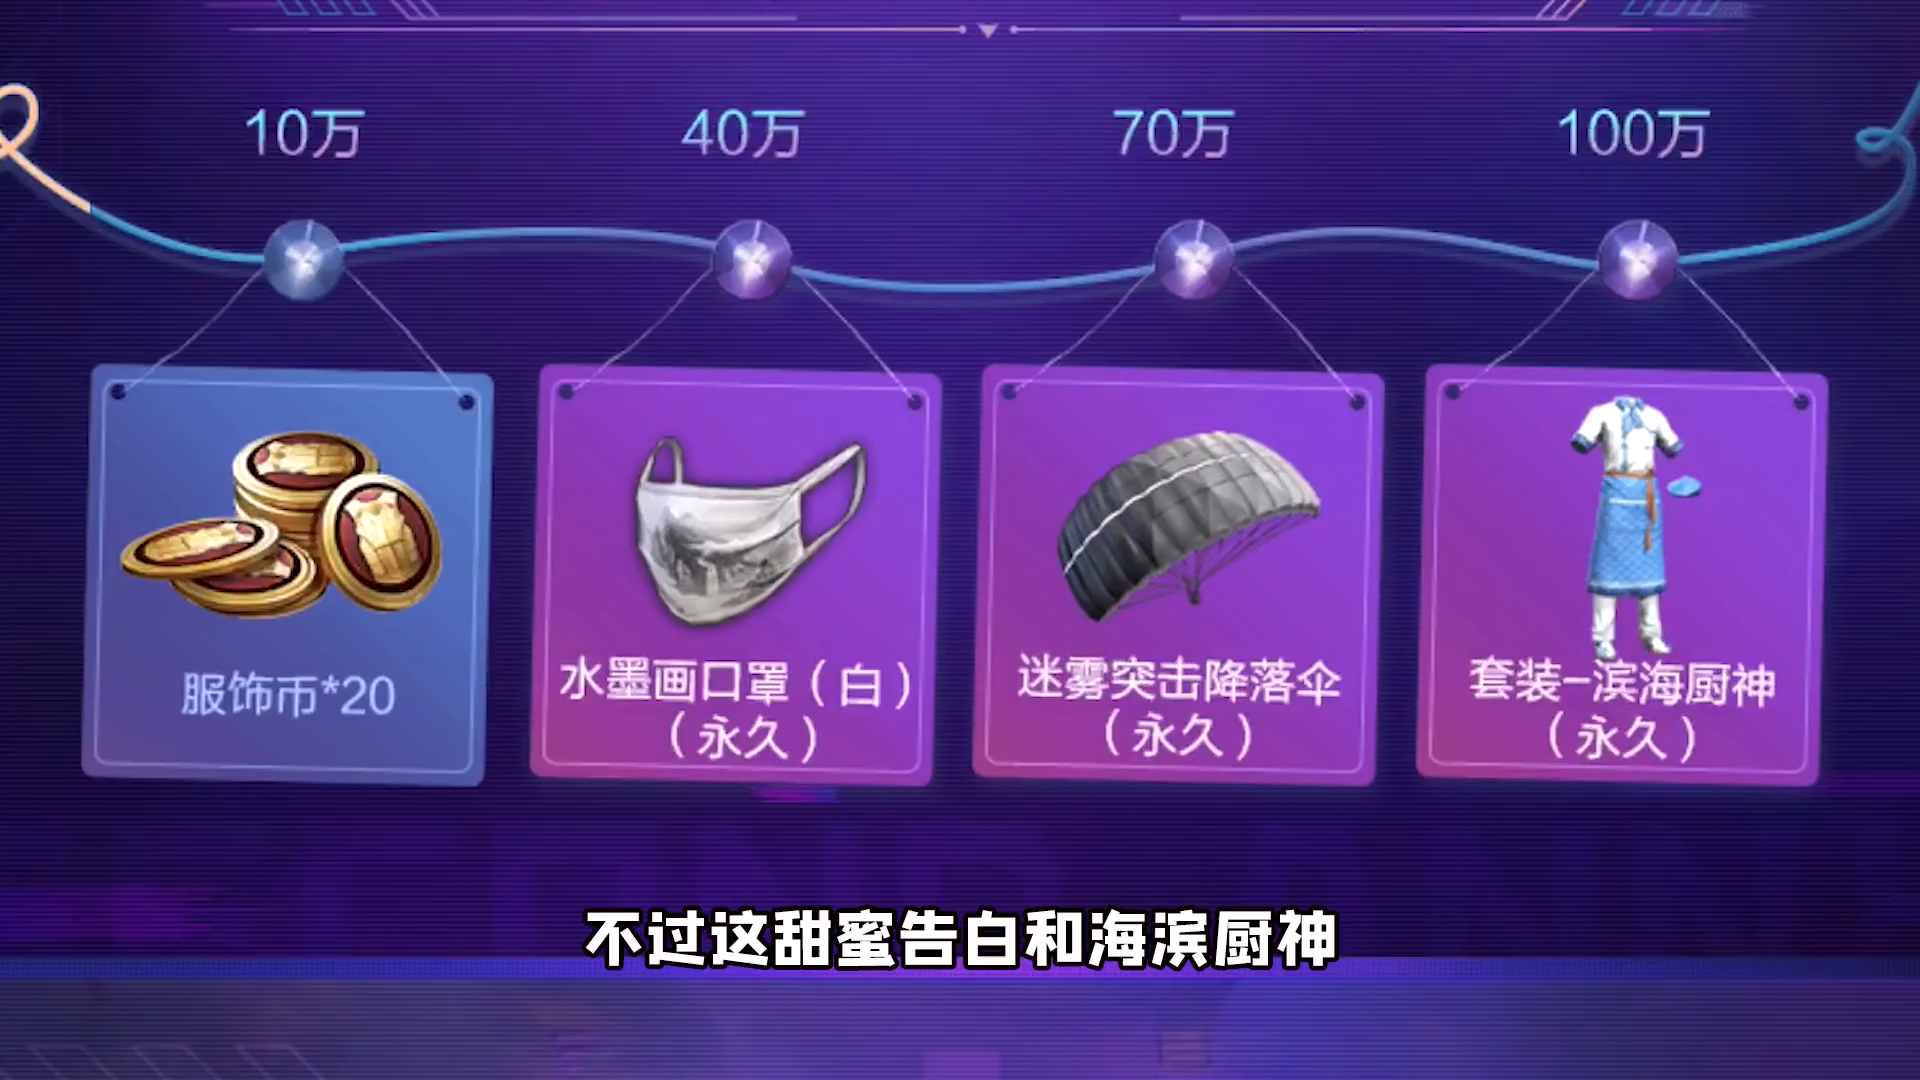 10万
40万
70万
100万
服饰币*20
水墨画口罩（白）
（永久）
迷雾突击降落伞
（永久）
套装-滨海厨神
（永久）
不过这甜蜜告白和海滨厨神